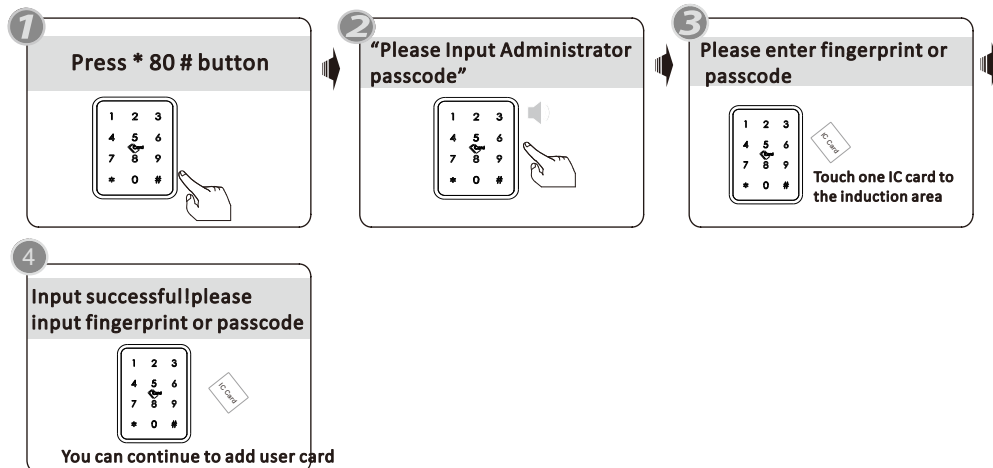 1
Press * 80 # button
1 2 3
4 5 6
7 8 9
* 0 #
2
“Please Input Administrator
passcode”
1 2 3
4 5 6
7 8 9
* 0 #
3
Please enter fingerprint or
passcode
1 2 3
4 5 6
7 8 9
* 0 #
IC Card
Touch one IC card to
the induction area
4
Input successful!please
input fingerprint or passcode
1 2 3
4 5 6
7 8 9
* 0 #
IC Card
You can continue to add user card